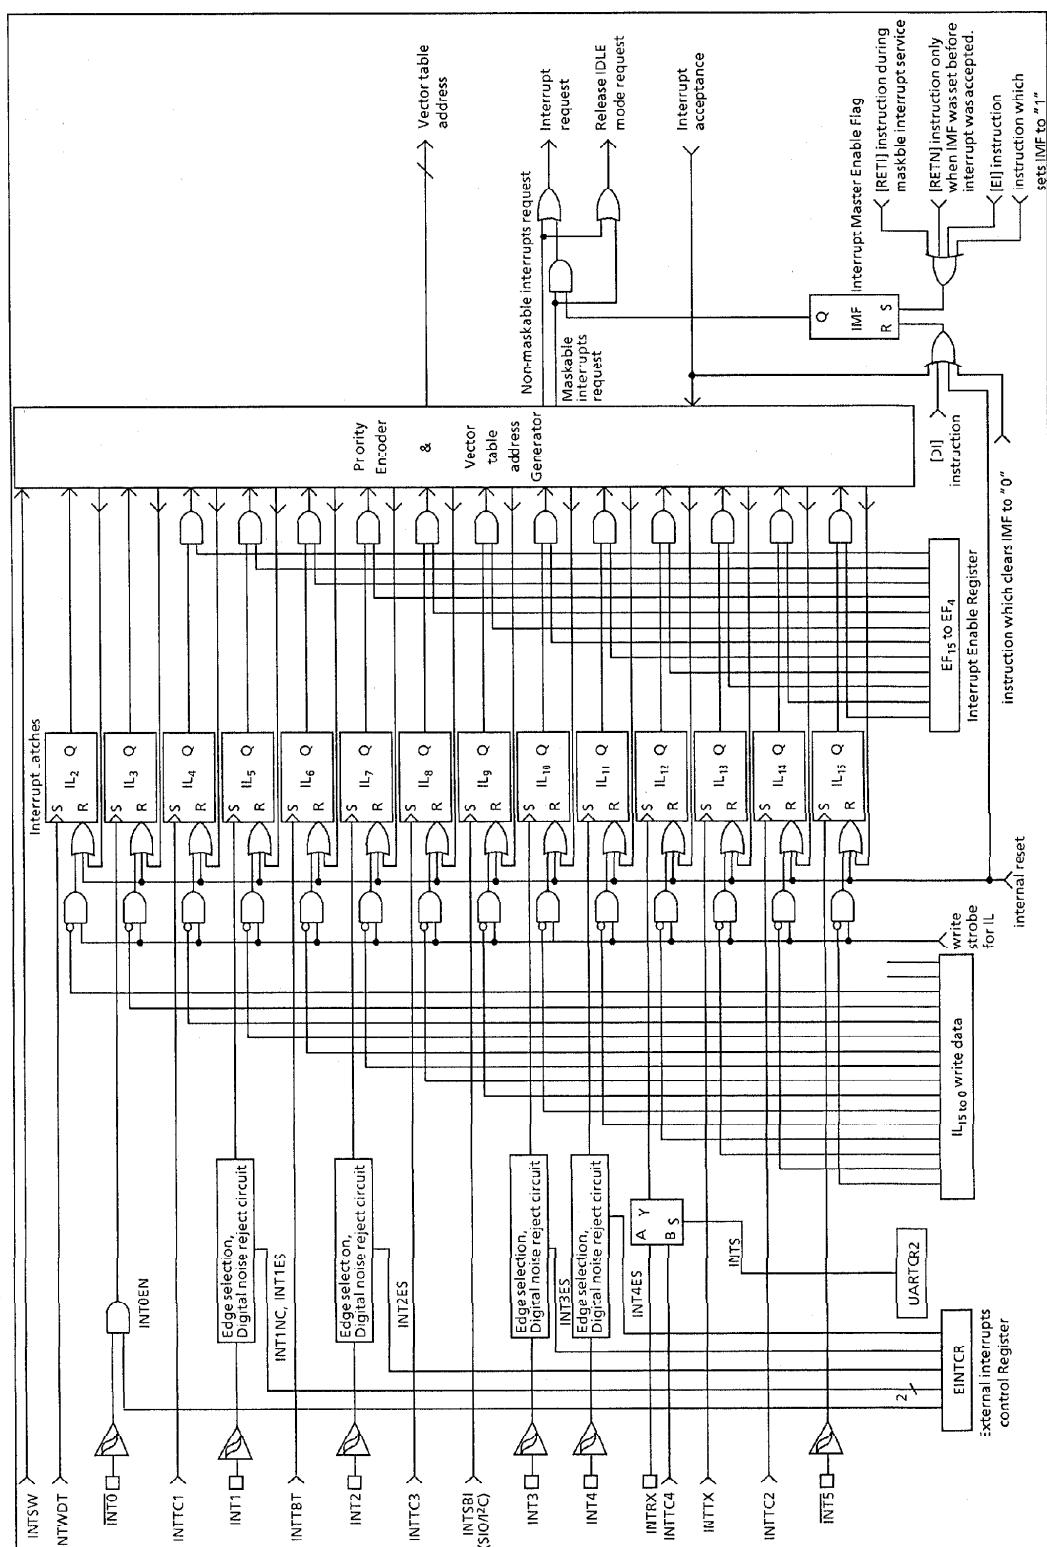 INTSW
NTWDT
INT0
INTTC1
INT1
INTTBT
INT2
INTTC3
INTSBI
(SIO/I²C)
INT3
INT4
INTRX
INTTC4
INTTX
INTTC2
INT5
INT0EN
Edge selection,
Digital noise reject circuit
INT1NC, INT1ES
Edge selection,
Digital noise reject circuit
INT2ES
Edge selection,
Digital noise reject circuit
INT3ES
Edge selection,
Digital noise reject circuit
INT4ES
A Y
B S
INTS
UARTCR2
2
EINTCR
External interrupts
control Register
IL15 to 0 write data
write
strobe
for IL
internal reset
Interrupt Latches
S IL2 Q R
S IL3 Q R
S IL4 Q R
S IL5 Q R
S IL6 Q R
S IL7 Q R
S IL8 Q R
S IL9 Q R
S IL10 Q R
S IL11 Q R
S IL12 Q R
S IL13 Q R
S IL14 Q R
S IL15 Q R
EF15 to EF4
Interrupt Enable Register
instruction which clears IMF to "0"
Priority
Encoder
&
Vector
table
address
Generator
[DI]
instruction
Vector table
address
Non-maskable interrupts request
Maskable
interrupts
request
Interrupt
request
Release IDLE
mode request
Interrupt
acceptance
Interrupt Master Enable Flag
Q
IMF
R S
[RETI] instruction during
maskble interrupt service
[RETN] instruction only
when IMF was set before
interrupt was accepted.
[EI] instruction
instruction which
sets IMF to "1"